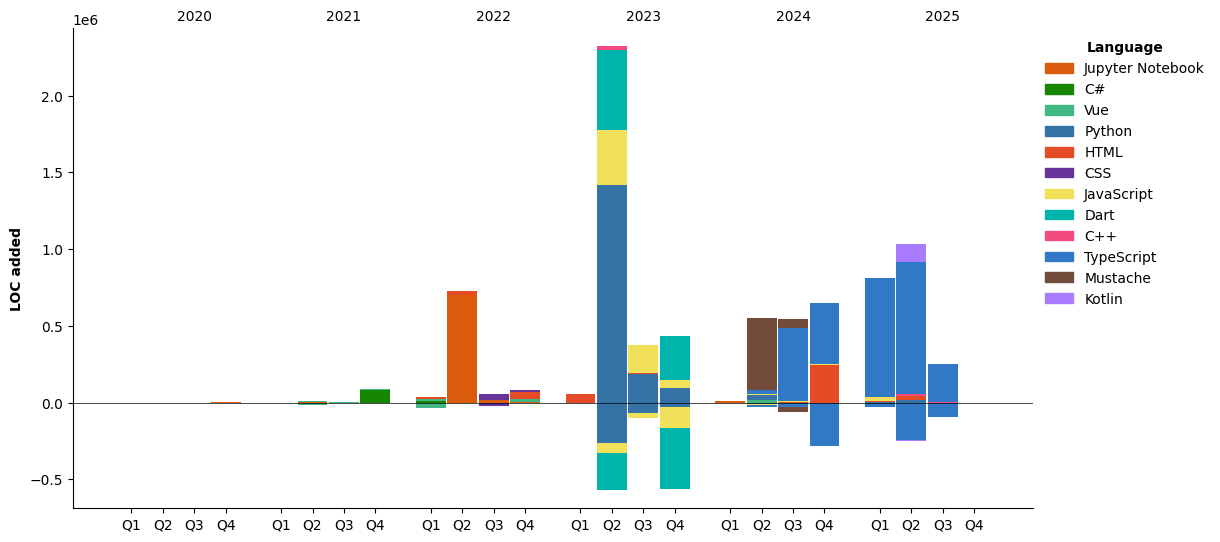 1e6
2020 2021 2022 2023 2024 2025
Language
Jupyter Notebook
C#
Vue
Python
HTML
CSS
JavaScript
Dart
C++
TypeScript
Mustache
Kotlin
LOC added
2.0
1.5
1.0
0.5
0.0
−0.5
Q1 Q2 Q3 Q4 Q1 Q2 Q3 Q4 Q1 Q2 Q3 Q4 Q1 Q2 Q3 Q4 Q1 Q2 Q3 Q4 Q1 Q2 Q3 Q4